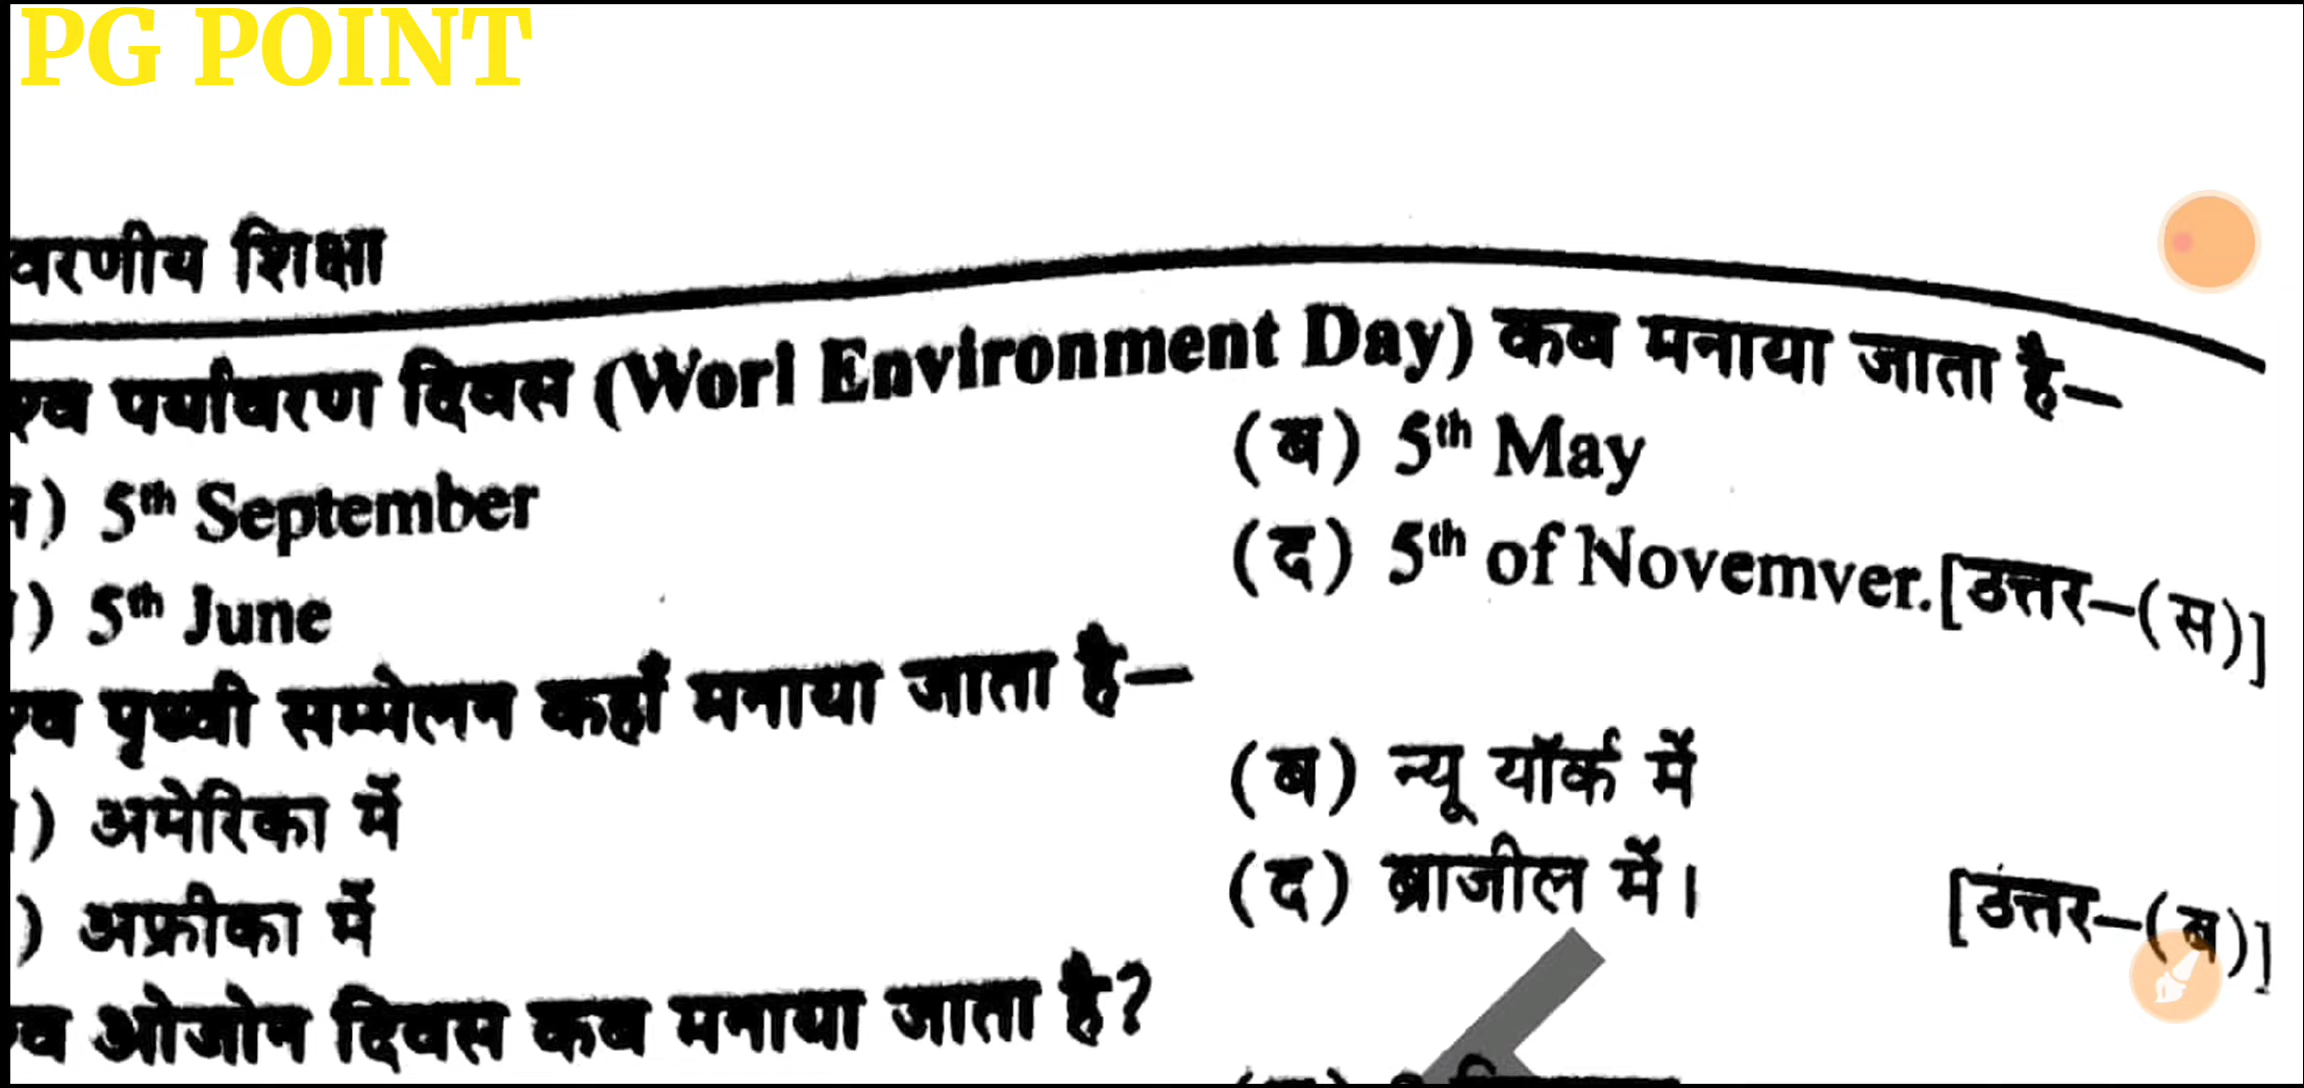 PG POINT
वरणीय शिक्षा
श्व पर्यावरण दिवस (Worl Environment Day) कब मनाया जाता है—
) 5th September (ब) 5th May
) 5th June (द) 5th of Novemver. [उत्तर–(स)]
श्व पृथ्वी सम्मेलन कहाँ मनाया जाता है—
) अमेरिका में (ब) न्यू यॉर्क में
) अफ्रीका में (द) ब्राजील में। [उत्तर–(ब)]
श्व ओजोन दिवस कब मनाया जाता है?